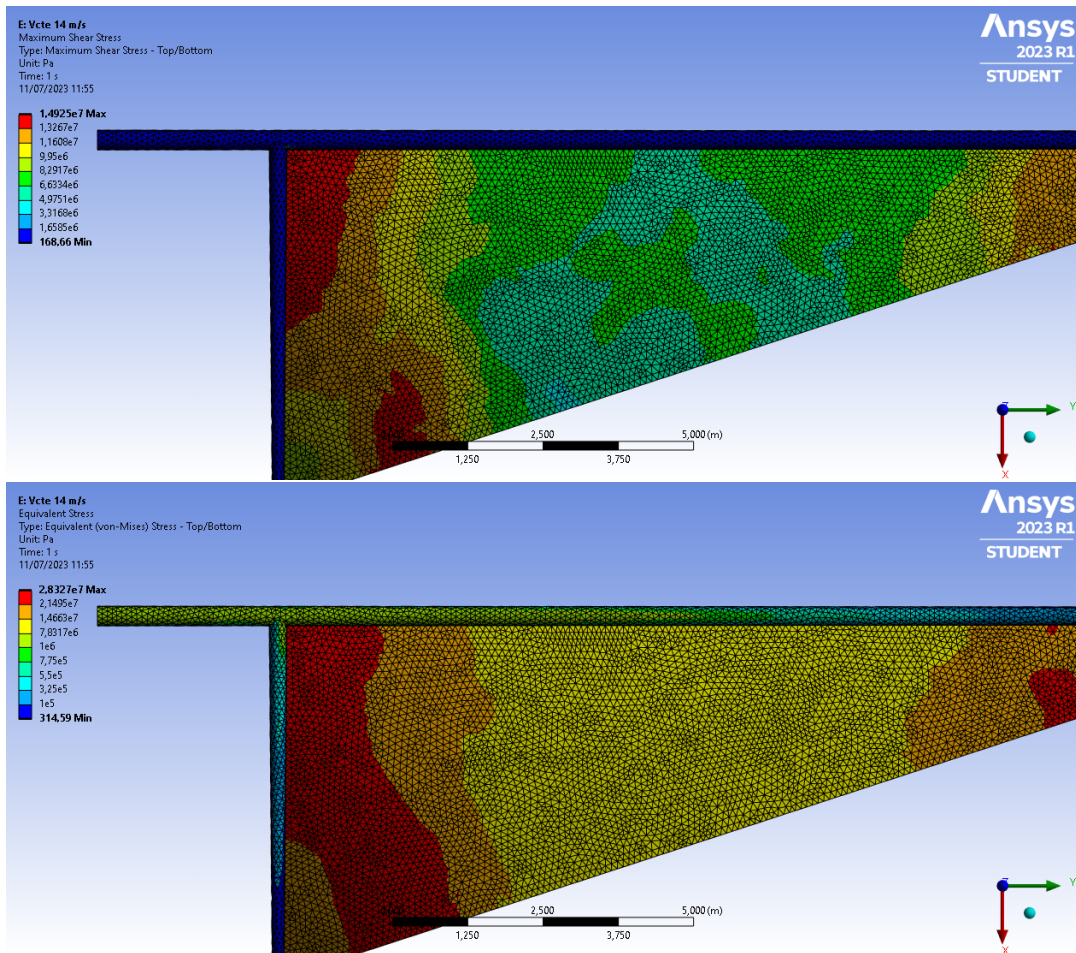 E: Vcte 14 m/s
Maximum Shear Stress
Type: Maximum Shear Stress - Top/Bottom
Unit: Pa
Time: 1 s
11/07/2023 11:55
1,4925e7 Max
1,3267e7
1,1608e7
9,95e6
8,2917e6
6,6334e6
4,9751e6
3,3168e6
1,6585e6
168,66 Min
Ansys
2023 R1
STUDENT
2,500
5,000 (m)
1,250
3,750
Z
Y
X
E: Vcte 14 m/s
Equivalent Stress
Type: Equivalent (von-Mises) Stress - Top/Bottom
Unit: Pa
Time: 1 s
11/07/2023 11:55
2,8327e7 Max
2,1495e7
1,4663e7
7,8317e6
1e6
7,75e5
5,5e5
3,25e5
1e5
314,59 Min
Ansys
2023 R1
STUDENT
2,500
5,000 (m)
1,250
3,750
Z
Y
X